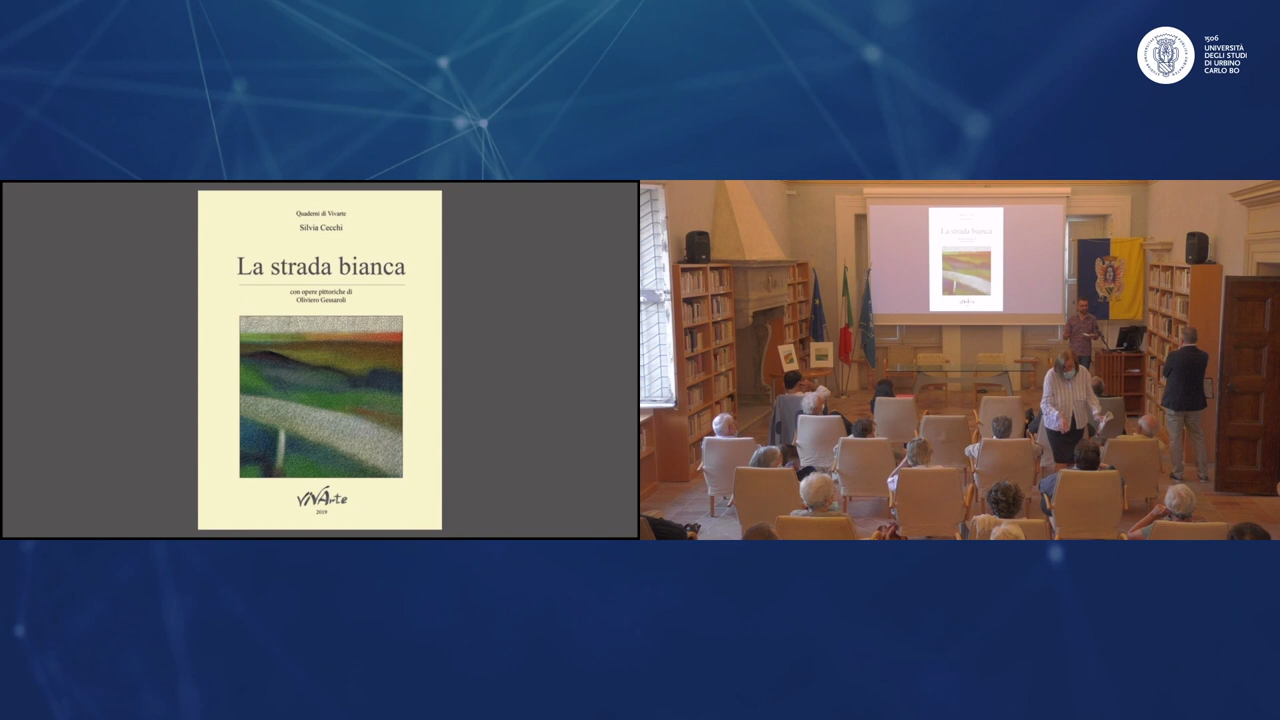 1506
UNIVERSITÀ
DEGLI STUDI
DI URBINO
CARLO BO
Quaderni di Vivarte
Silvia Cecchi
La strada bianca
con opere pittoriche di
Oliviero Gessaroli
vivArte
2019
La strada bianca